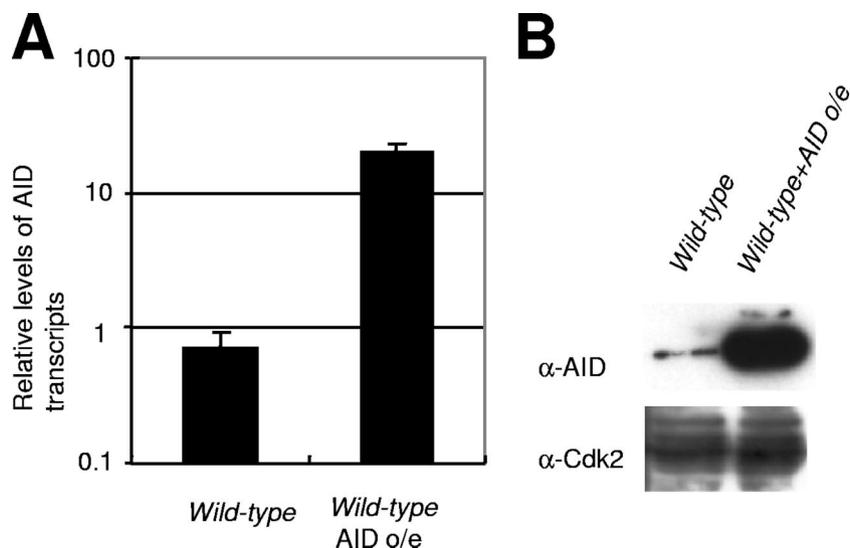 A
100
10
1
0.1
Relative levels of AID
transcripts
Wild-type
Wild-type
AID o/e
B
Wild-type
Wild-type+AID o/e
α-AID
α-Cdk2